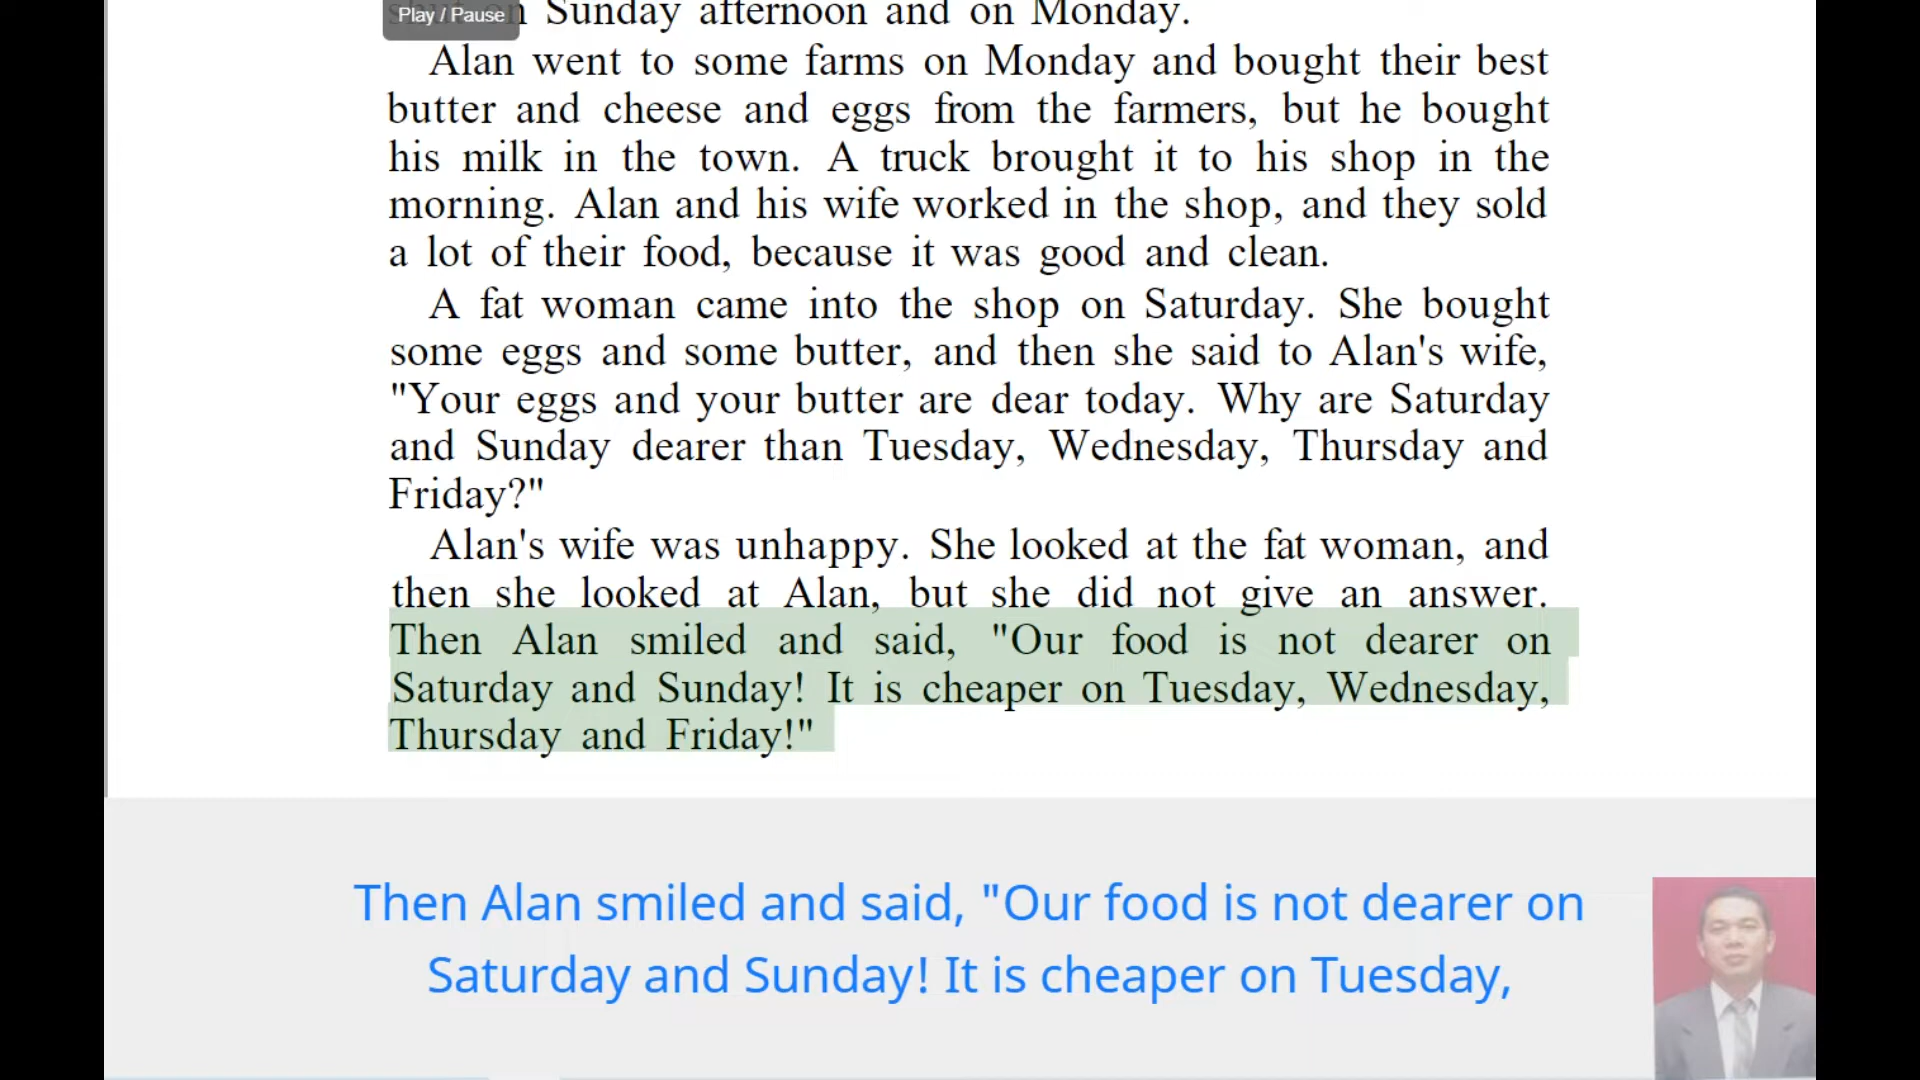 Play / Pause
shut on Sunday afternoon and on Monday.
Alan went to some farms on Monday and bought their best
butter and cheese and eggs from the farmers, but he bought
his milk in the town. A truck brought it to his shop in the
morning. Alan and his wife worked in the shop, and they sold
a lot of their food, because it was good and clean.
A fat woman came into the shop on Saturday. She bought
some eggs and some butter, and then she said to Alan's wife,
"Your eggs and your butter are dear today. Why are Saturday
and Sunday dearer than Tuesday, Wednesday, Thursday and
Friday?"
Alan's wife was unhappy. She looked at the fat woman, and
then she looked at Alan, but she did not give an answer.
Then Alan smiled and said, "Our food is not dearer on
Saturday and Sunday! It is cheaper on Tuesday, Wednesday,
Thursday and Friday!"
Then Alan smiled and said, "Our food is not dearer on
Saturday and Sunday! It is cheaper on Tuesday,